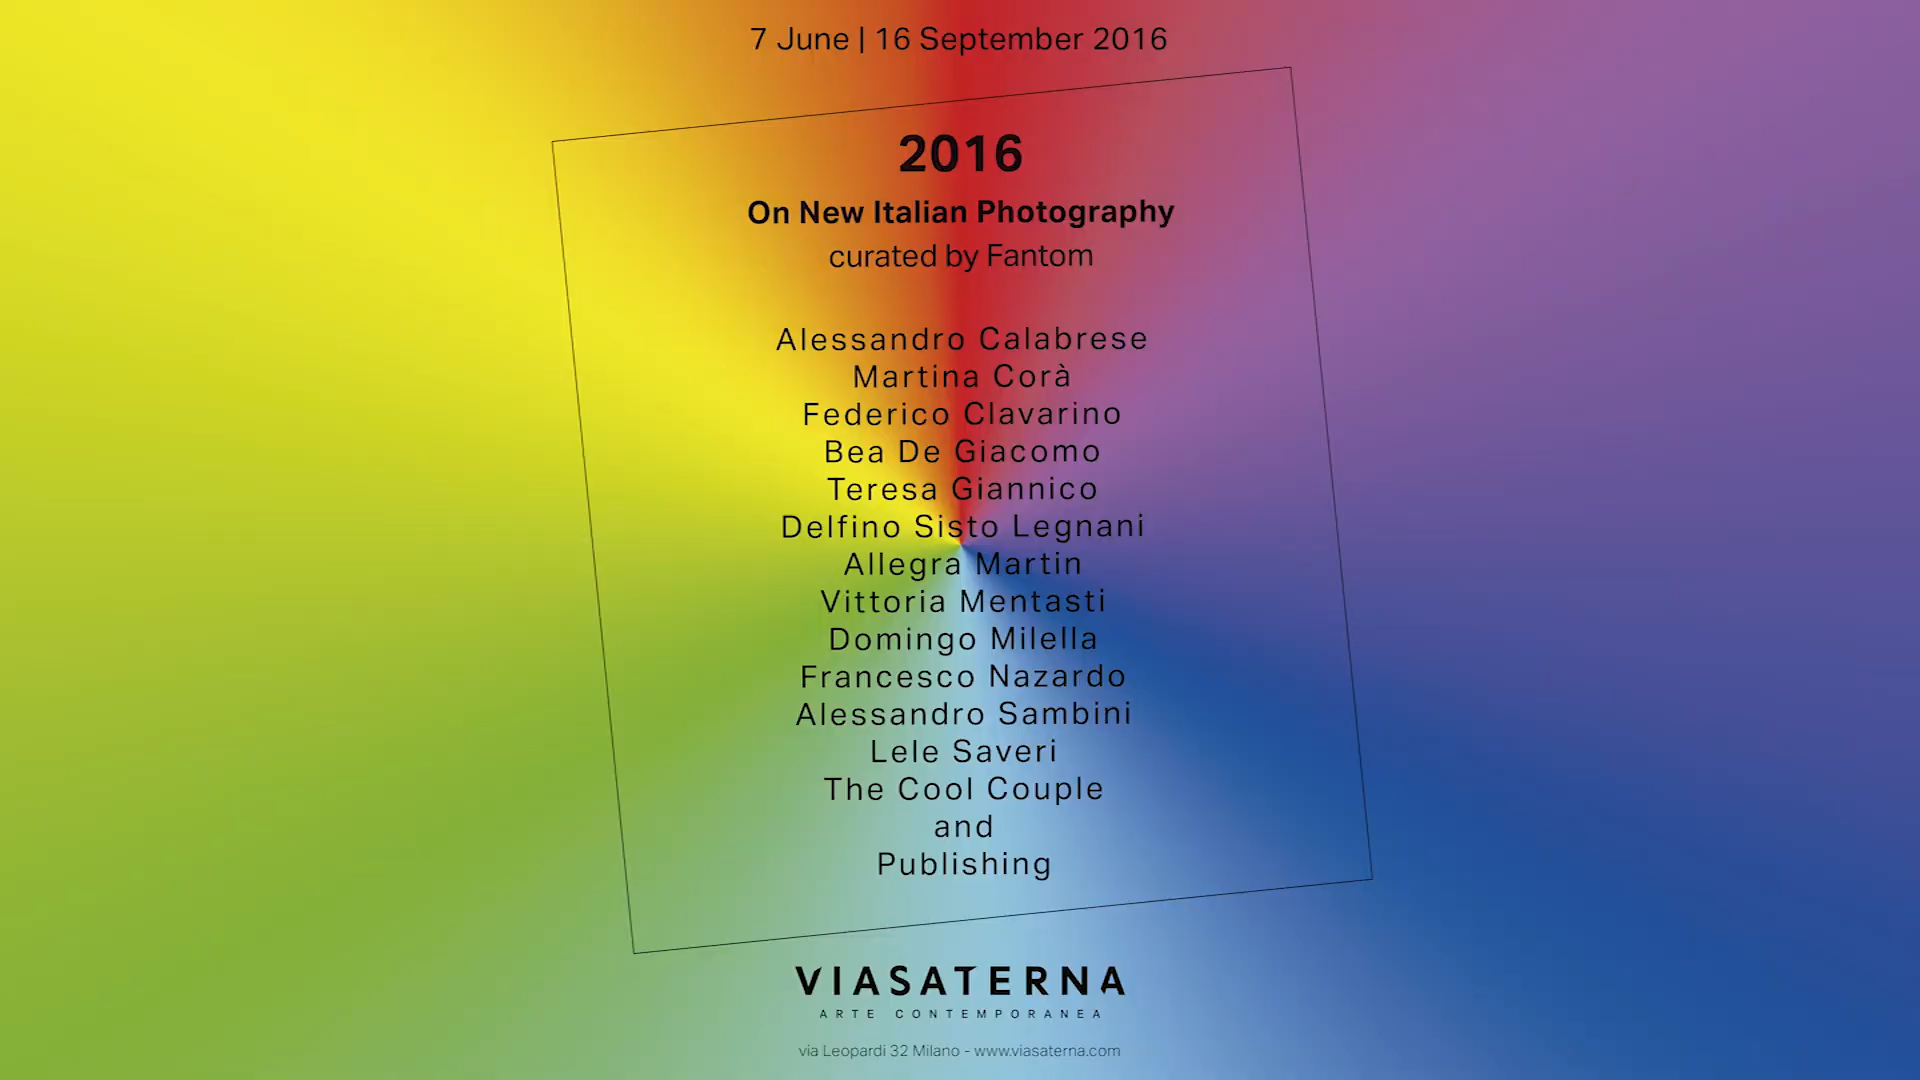 7 June | 16 September 2016
2016
On New Italian Photography
curated by Fantom
Alessandro Calabrese
Martina Corà
Federico Clavarino
Bea De Giacomo
Teresa Giannico
Delfino Sisto Legnani
Allegra Martin
Vittoria Mentasti
Domingo Milella
Francesco Nazardo
Alessandro Sambini
Lele Saveri
The Cool Couple
and
Publishing
VIASATERNA
ARTE CONTEMPORANEA
via Leopardi 32 Milano - www.viasaterna.com